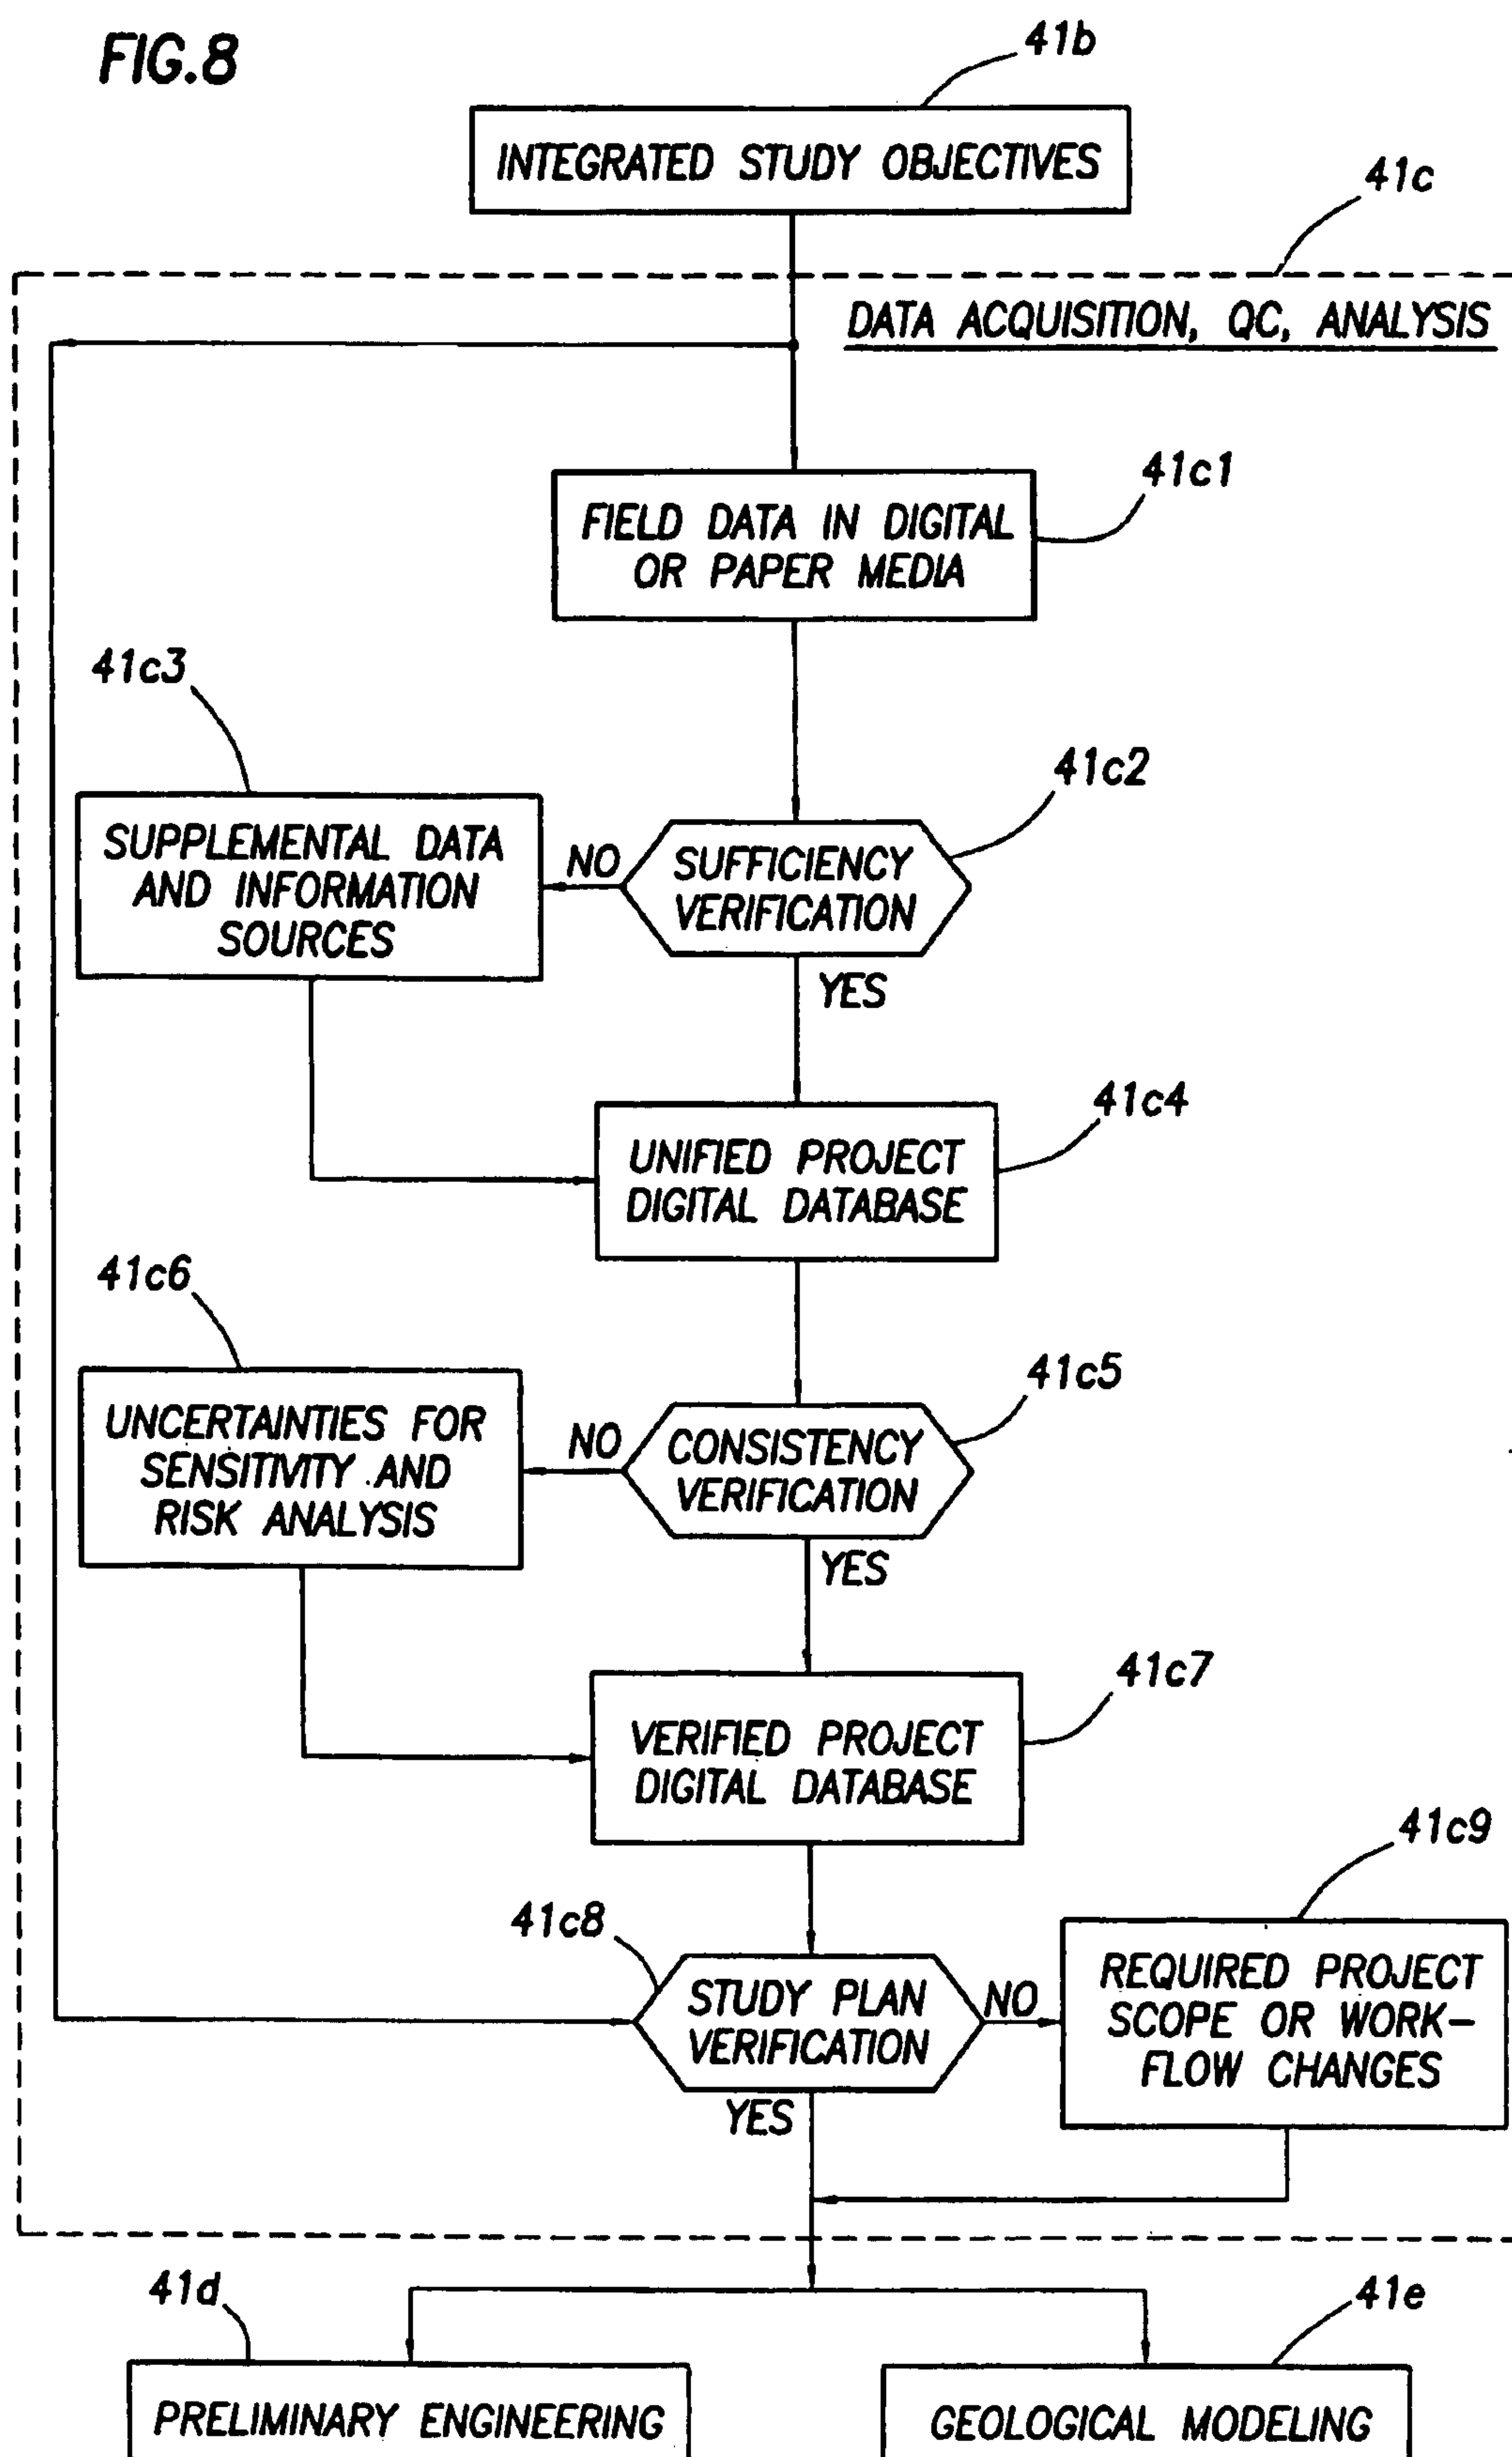 FIG.8
41b
INTEGRATED STUDY OBJECTIVES
41c
DATA ACQUISITION, QC, ANALYSIS
41c1
FIELD DATA IN DIGITAL
OR PAPER MEDIA
41c3
41c2
SUPPLEMENTAL DATA
AND INFORMATION
SOURCES
NO
SUFFICIENCY
VERIFICATION
YES
41c4
UNIFIED PROJECT
DIGITAL DATABASE
41c6
41c5
UNCERTAINTIES FOR
SENSITIVITY AND
RISK ANALYSIS
NO
CONSISTENCY
VERIFICATION
YES
41c7
VERIFIED PROJECT
DIGITAL DATABASE
41c9
41c8
STUDY PLAN
VERIFICATION
NO
REQUIRED PROJECT
SCOPE OR WORK-
FLOW CHANGES
YES
41d
41e
PRELIMINARY ENGINEERING
GEOLOGICAL MODELING